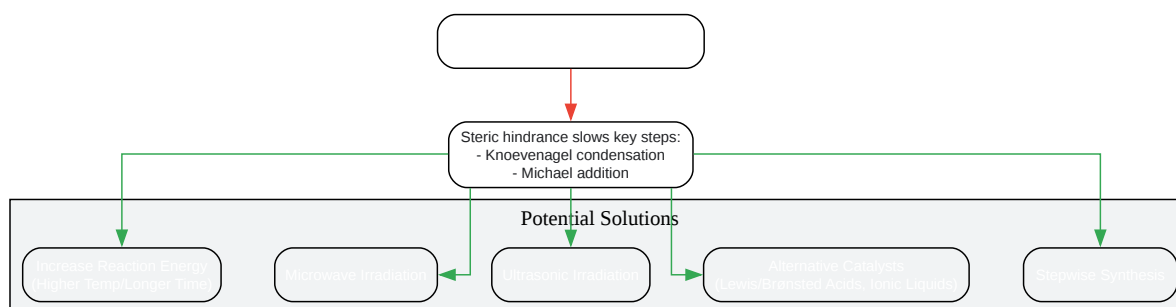 Steric hindrance slows key steps:
- Knoevenagel condensation
- Michael addition
Potential Solutions
Increase Reaction Energy
(Higher Temp/Longer Time)
Microwave Irradiation
Ultrasonic Irradiation
Alternative Catalysts
(Lewis/Brønsted Acids, Ionic Liquids)
Stepwise Synthesis